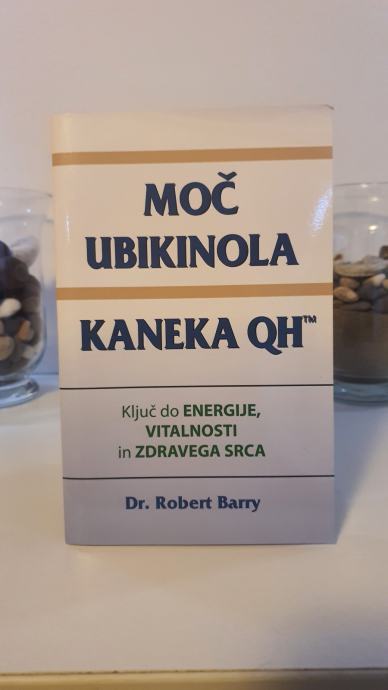 MOČ
UBIKINOLA
KANEKA QH™
Ključ do ENERGIJE,
VITALNOSTI
in ZDRAVEGA SRCA
Dr. Robert Barry